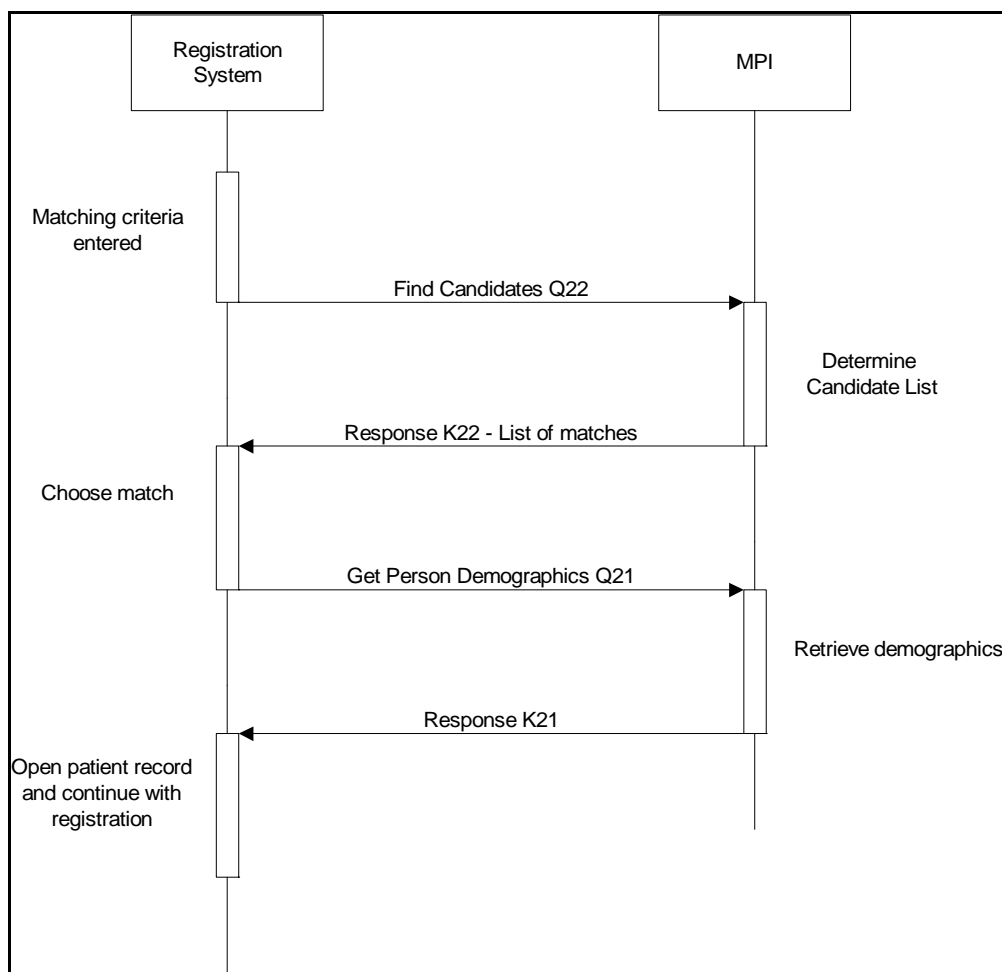 Registration
System
MPI
Matching criteria
entered
Find Candidates Q22
Determine
Candidate List
Response K22 - List of matches
Choose match
Get Person Demographics Q21
Retrieve demographics
Response K21
Open patient record
and continue with
registration